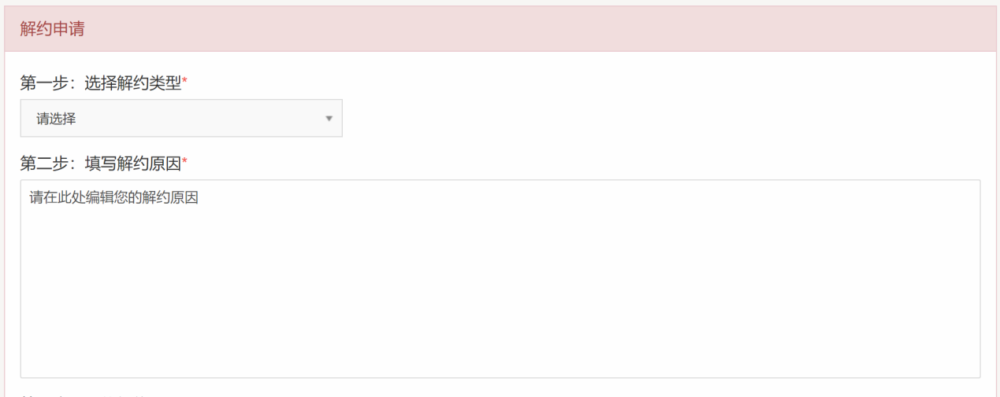 解约申请
第一步：选择解约类型*
请选择
第二步：填写解约原因*
请在此处编辑您的解约原因